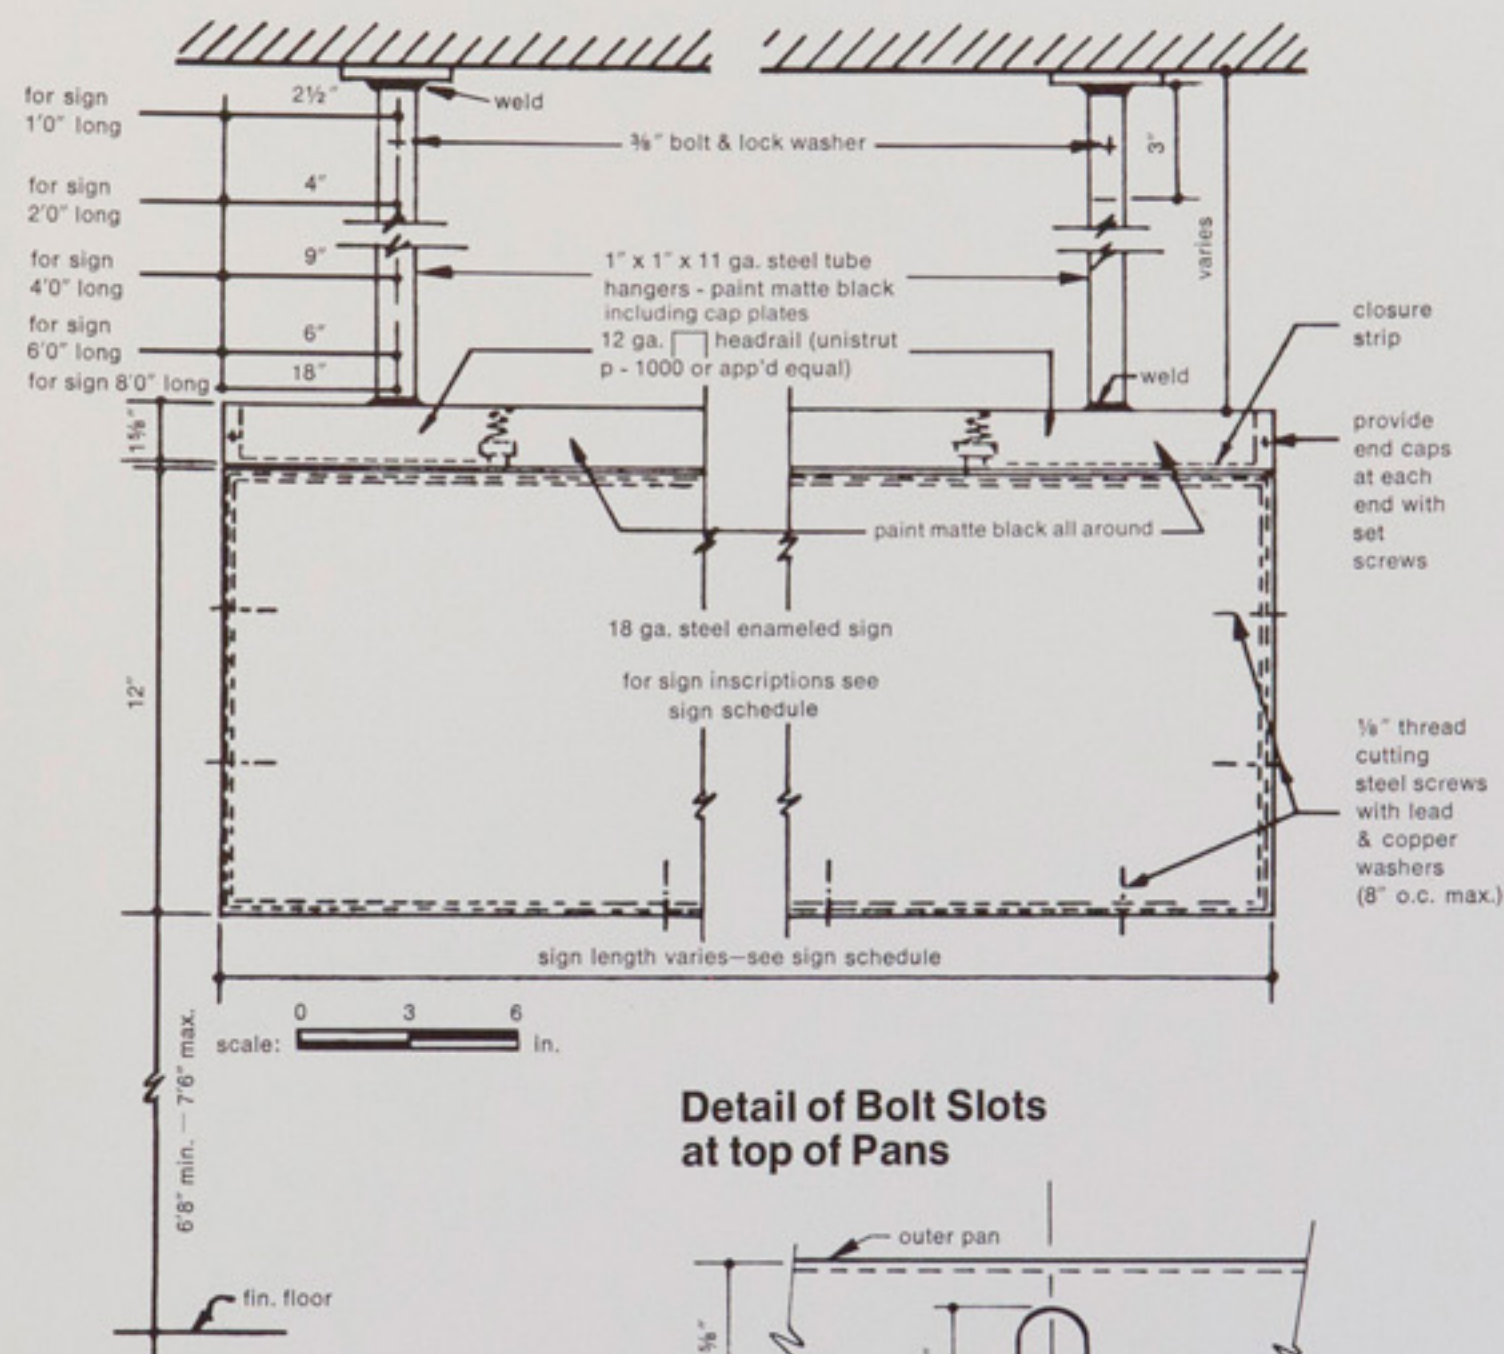 for sign
1'0" long
2½"
weld
⅜" bolt & lock washer
3"
for sign
2'0" long
4"
varies
for sign
4'0" long
9"
1" x 1" x 11 ga. steel tube
hangers - paint matte black
including cap plates
for sign
6'0" long
6"
12 ga. headrail (unistrut
p - 1000 or app'd equal)
closure
strip
for sign 8'0" long
18"
weld
1⅝"
provide
end caps
at each
end with
set
screws
paint matte black all around
18 ga. steel enameled sign
for sign inscriptions see
sign schedule
12"
⅛" thread
cutting
steel screws
with lead
& copper
washers
(8" o.c. max.)
sign length varies—see sign schedule
0 3 6
scale: in.
6'8" min. — 7'6" max.
fin. floor
Detail of Bolt Slots
at top of Pans
outer pan
⅝"